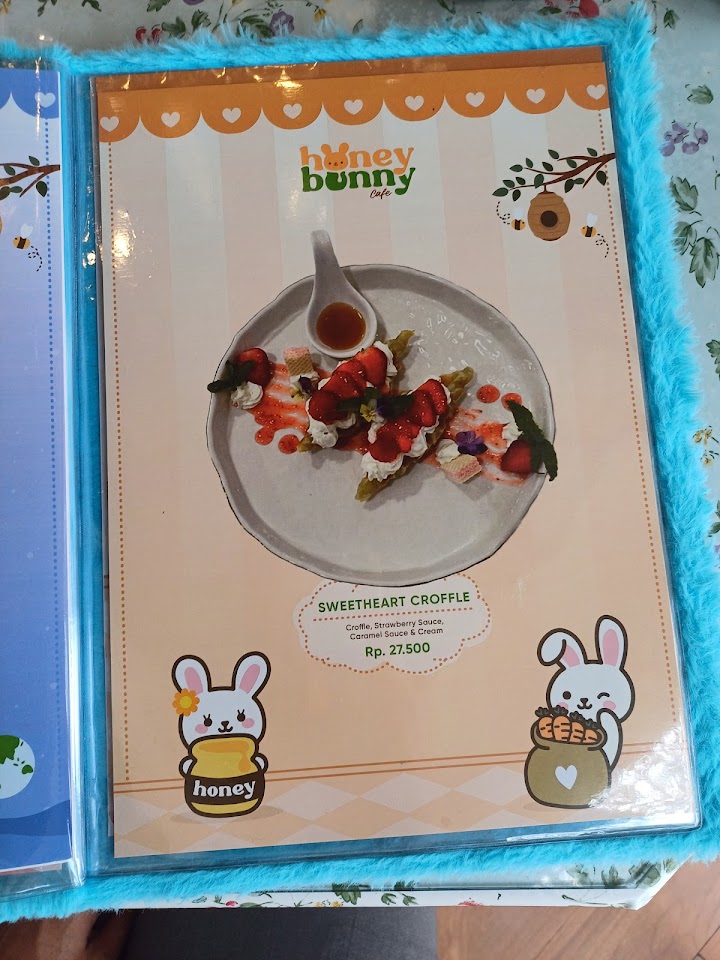 honey
bunny
Cafe
SWEETHEART CROFFLE
Croffle, Strawberry Sauce,
Caramel Sauce & Cream
Rp. 27.500
honey